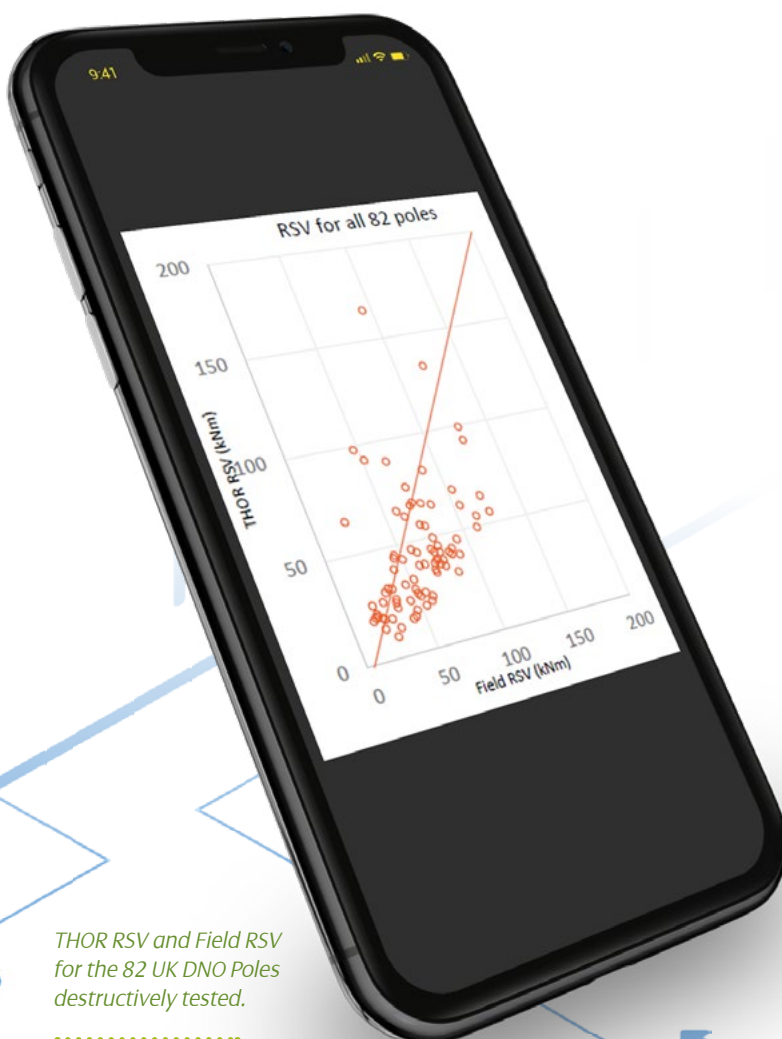 9:41
RSV for all 82 poles
200
150
100
50
0
THOR RSV (kNm)
0
50
100
150
200
Field RSV (kNm)
THOR RSV and Field RSV
for the 82 UK DNO Poles
destructively tested.